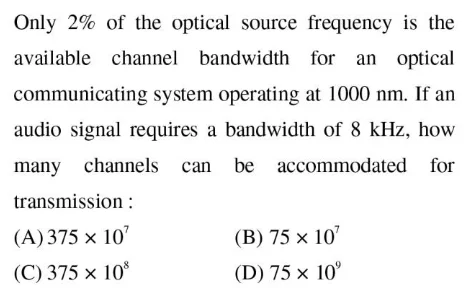 Only 2% of the optical source frequency is the
available channel bandwidth for an optical
communicating system operating at 1000 nm. If an
audio signal requires a bandwidth of 8 kHz, how
many channels can be accommodated for
transmission :
(A) 375 × 10⁷ (B) 75 × 10⁷
(C) 375 × 10⁸ (D) 75 × 10⁹